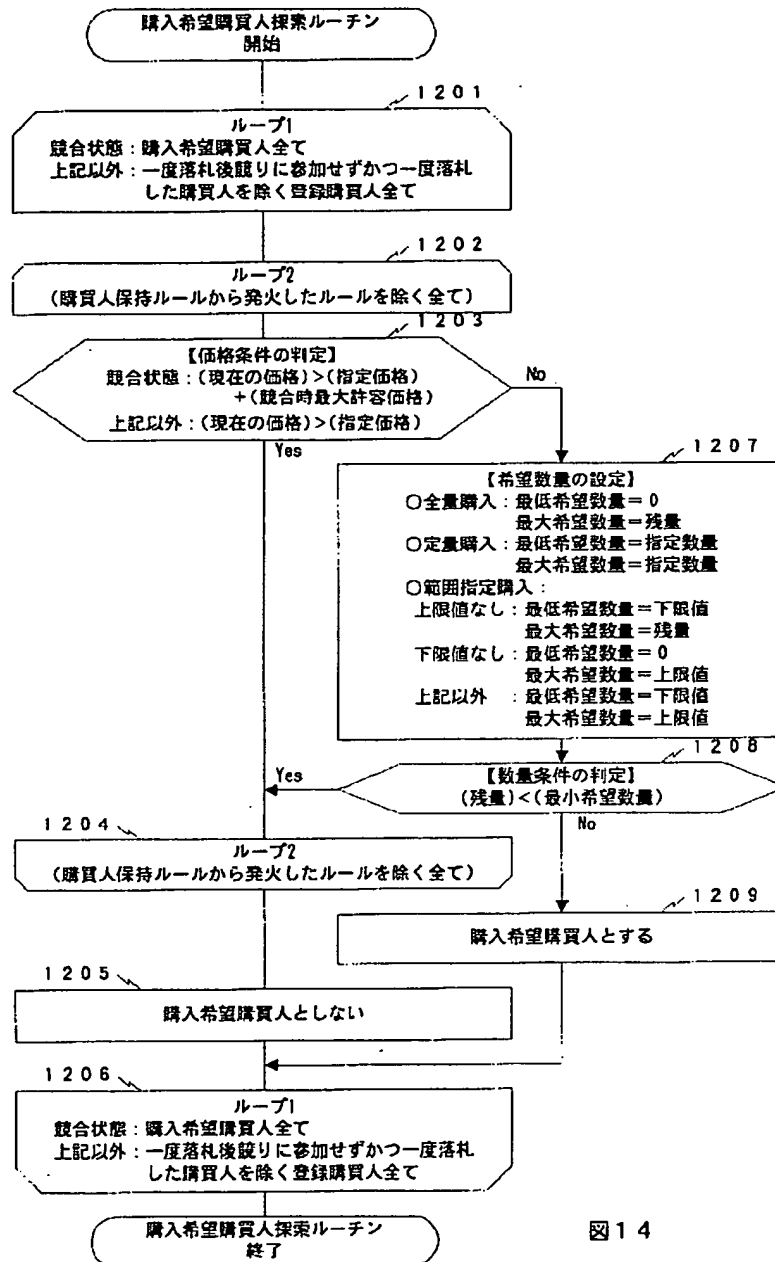 購入希望購買人探索ルーチン
開始
1201
ループ1
競合状態：購入希望購買人全て
上記以外：一度落札後競りに参加せずかつ一度落札
した購買人を除く登録購買人全て
1202
ループ2
（購買人保持ルールから発火したルールを除く全て）
1203
【価格条件の判定】
競合状態：(現在の価格)＞(指定価格)
＋(競合時最大許容価格)
上記以外：(現在の価格)＞(指定価格)
No
Yes
1207
【希望数量の設定】
○全量購入：最低希望数量＝0
最大希望数量＝残量
○定量購入：最低希望数量＝指定数量
最大希望数量＝指定数量
○範囲指定購入：
上限値なし：最低希望数量＝下限値
最大希望数量＝残量
下限値なし：最低希望数量＝0
最大希望数量＝上限値
上記以外　：最低希望数量＝下限値
最大希望数量＝上限値
1208
【数量条件の判定】
(残量)＜(最小希望数量)
Yes
No
1204
ループ2
（購買人保持ルールから発火したルールを除く全て）
1209
購入希望購買人とする
1205
購入希望購買人としない
1206
ループ1
競合状態：購入希望購買人全て
上記以外：一度落札後競りに参加せずかつ一度落札
した購買人を除く登録購買人全て
購入希望購買人探索ルーチン
終了
図14